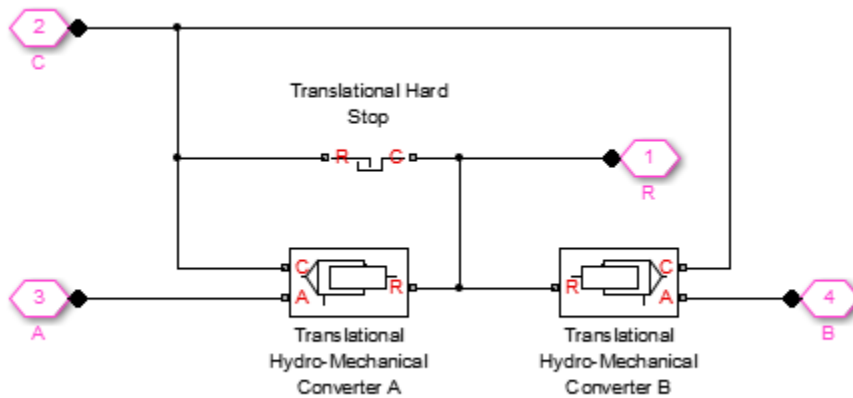 2
C
Translational Hard
Stop
R
C
1
R
C
A
R
R
C
A
3
A
4
B
Translational
Hydro-Mechanical
Converter A
Translational
Hydro-Mechanical
Converter B